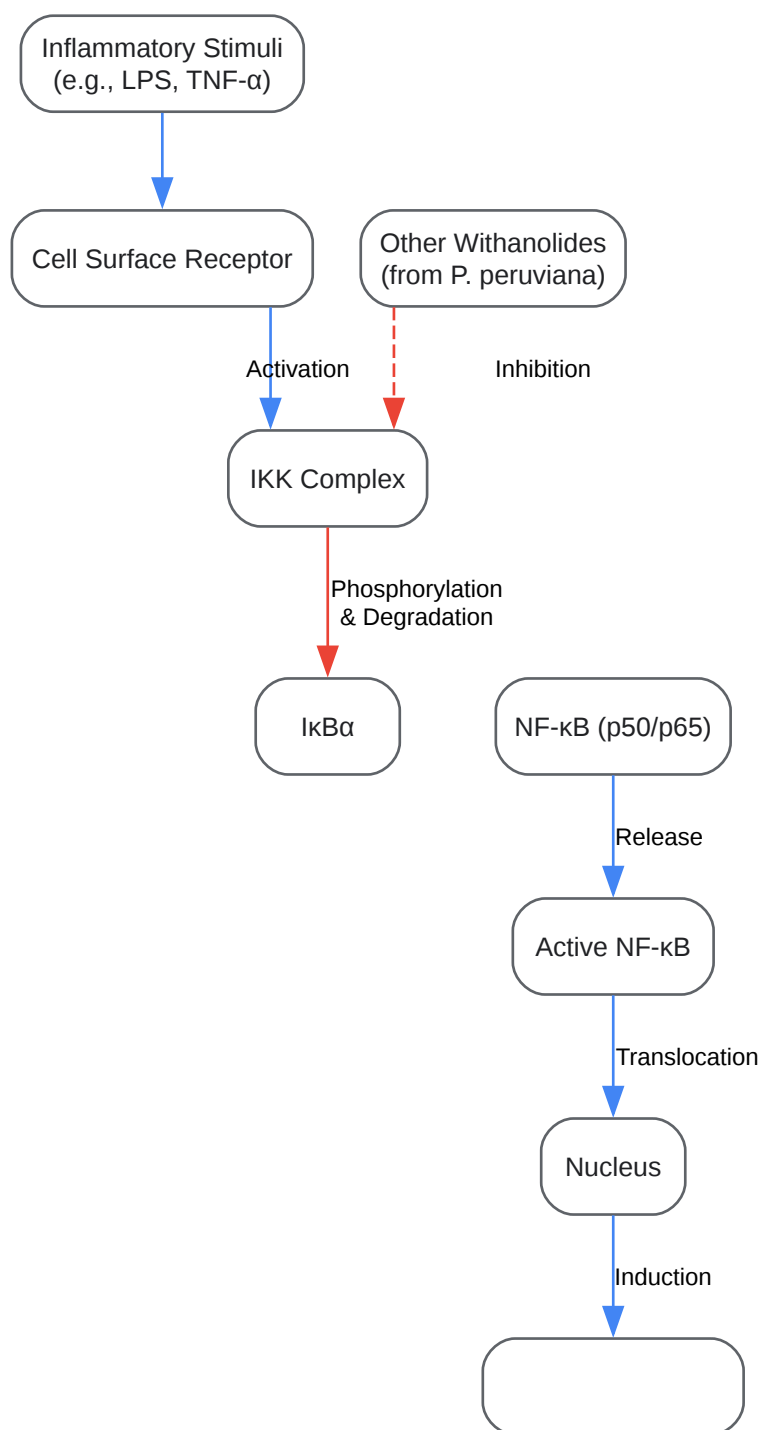 Inflammatory Stimuli
(e.g., LPS, TNF-α)
Cell Surface Receptor
Other Withanolides
(from P. peruviana)
Activation
Inhibition
IKK Complex
Phosphorylation
& Degradation
IκBα
NF-κB (p50/p65)
Release
Active NF-κB
Translocation
Nucleus
Induction